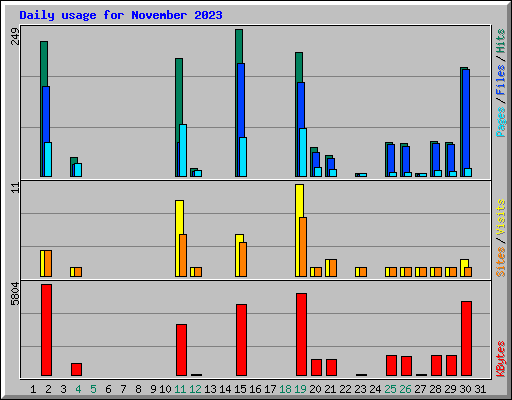 Daily usage for November 2023
249
Pages / Files / Hits
11
Sites / Visits
5804
KBytes
1 2 3 4 5 6 7 8 9 10 11 12 13 14 15 16 17 18 19 20 21 22 23 24 25 26 27 28 29 30 31